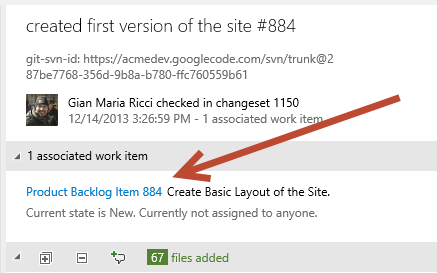 created first version of the site #884
git-svn-id: https://acmedev.googlecode.com/svn/trunk@2
87be7768-356d-9b8a-b780-ffc760559b61
Gian Maria Ricci checked in changeset 1150
12/14/2013 3:26:59 PM - 1 associated work item
1 associated work item
Product Backlog Item 884 Create Basic Layout of the Site.
Current state is New. Currently not assigned to anyone.
67 files added